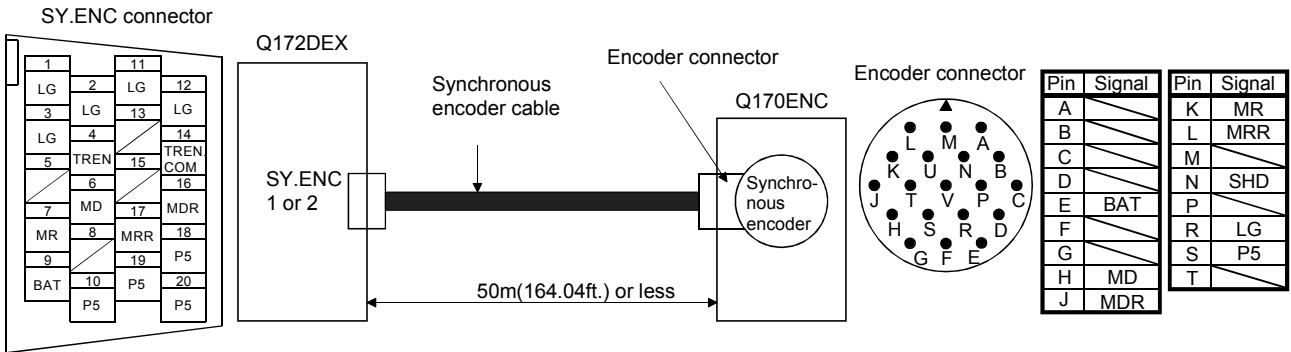 SY.ENC connector
1
LG
2
LG
3
LG
4
TREN
5
6
MD
7
MR
8
9
BAT
10
P5
11
LG
12
LG
13
14
TREN.
COM
15
16
MDR
17
MRR
18
P5
19
P5
20
P5
Q172DEX
SY.ENC
1 or 2
Synchronous
encoder cable
Encoder connector
50m(164.04ft.) or less
Q170ENC
Synchro-
nous
encoder
Encoder connector
L M A
K U N B
J T V P C
H S R D
G F E
Pin Signal
A
B
C
D
E BAT
F
G
H MD
J MDR
Pin Signal
K MR
L MRR
M
N SHD
P
R LG
S P5
T